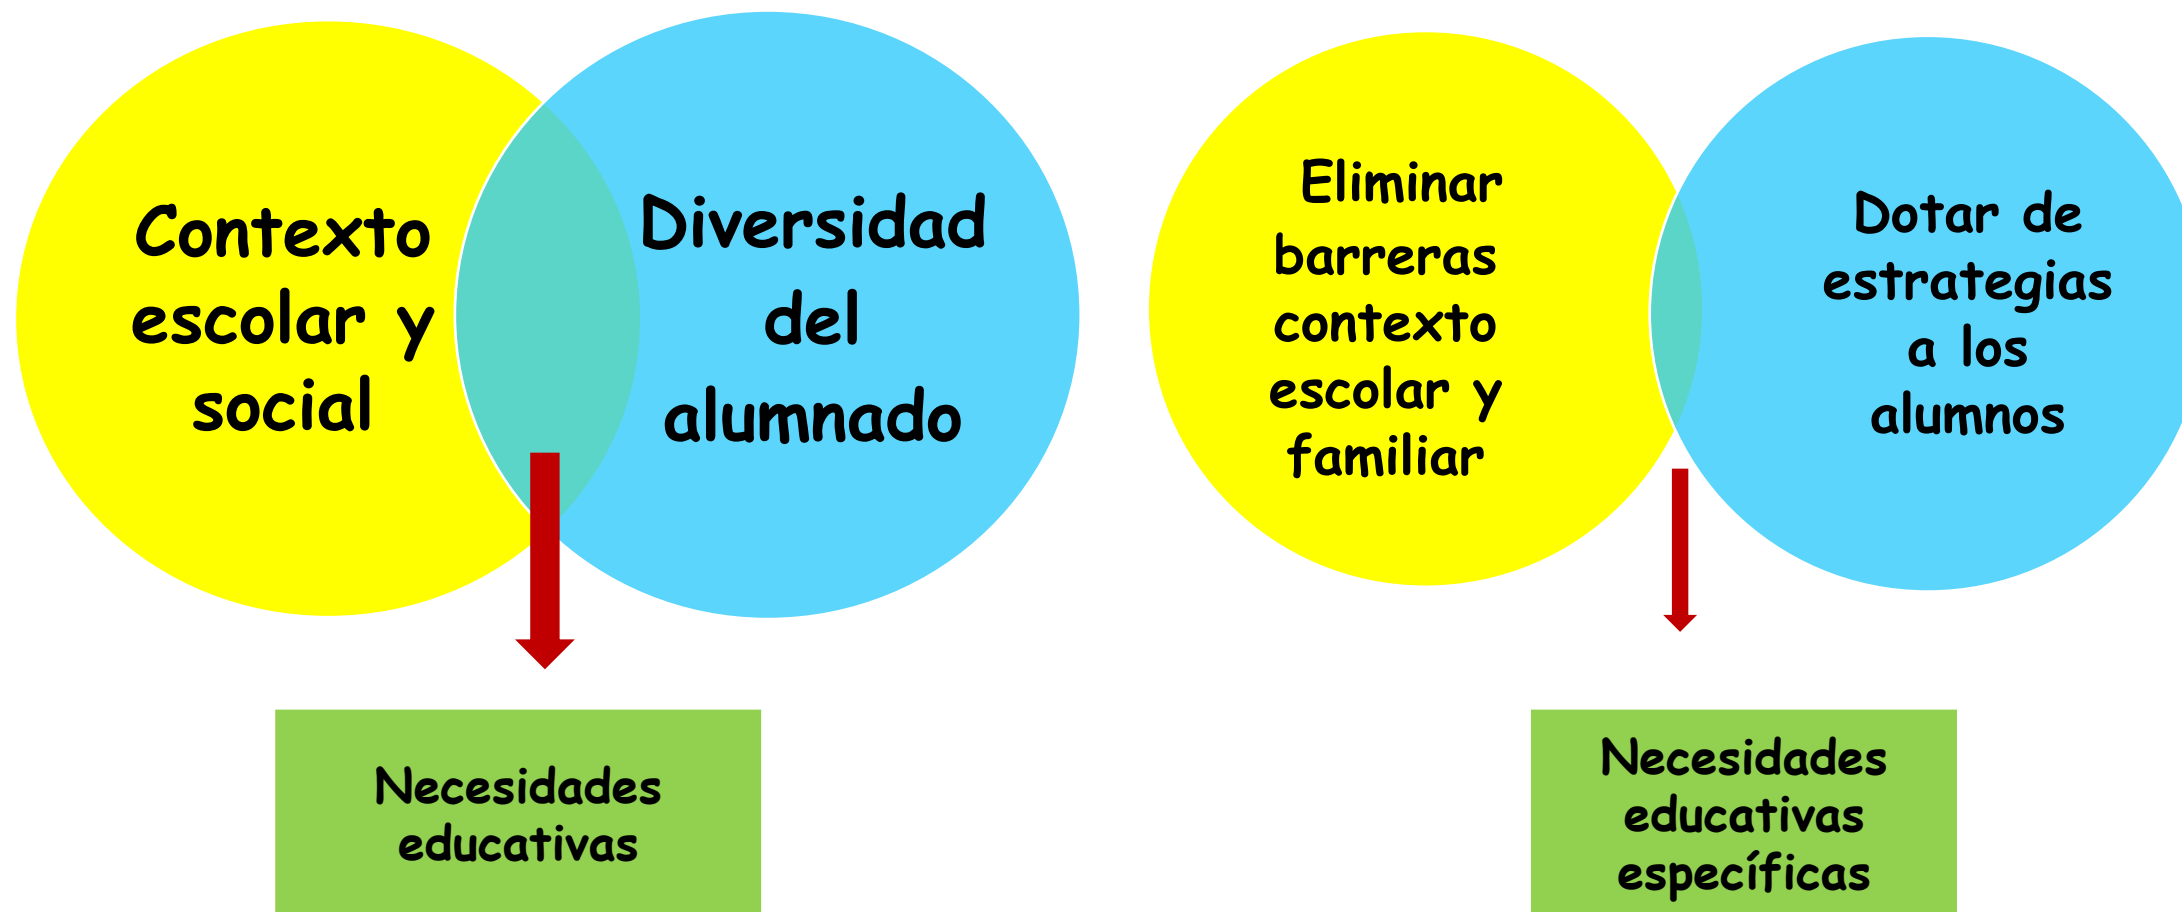 Contexto
escolar y
social
Diversidad
del
alumnado
Necesidades
educativas
Eliminar
barreras
contexto
escolar y
familiar
Dotar de
estrategias
a los
alumnos
Necesidades
educativas
específicas